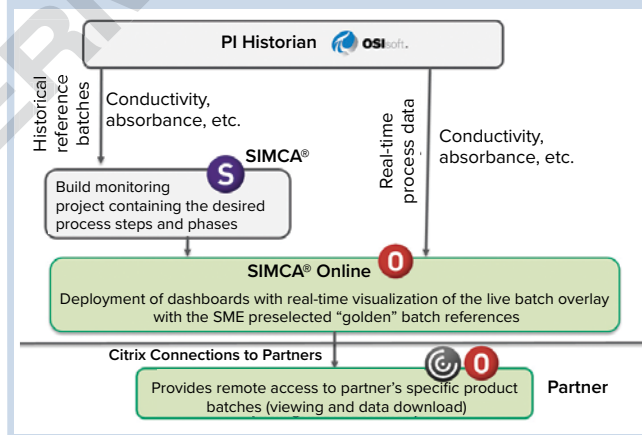 PI Historian OSIsoft.
Historical
reference
batches
Conductivity,
absorbance, etc.
Real-time
process data
Conductivity,
absorbance, etc.
SIMCA®
S
Build monitoring
project containing the desired
process steps and phases
SIMCA® Online
O
Deployment of dashboards with real-time visualization of the live batch overlay
with the SME preselected “golden” batch references
Citrix Connections to Partners
O
Provides remote access to partner’s specific product
batches (viewing and data download)
Partner